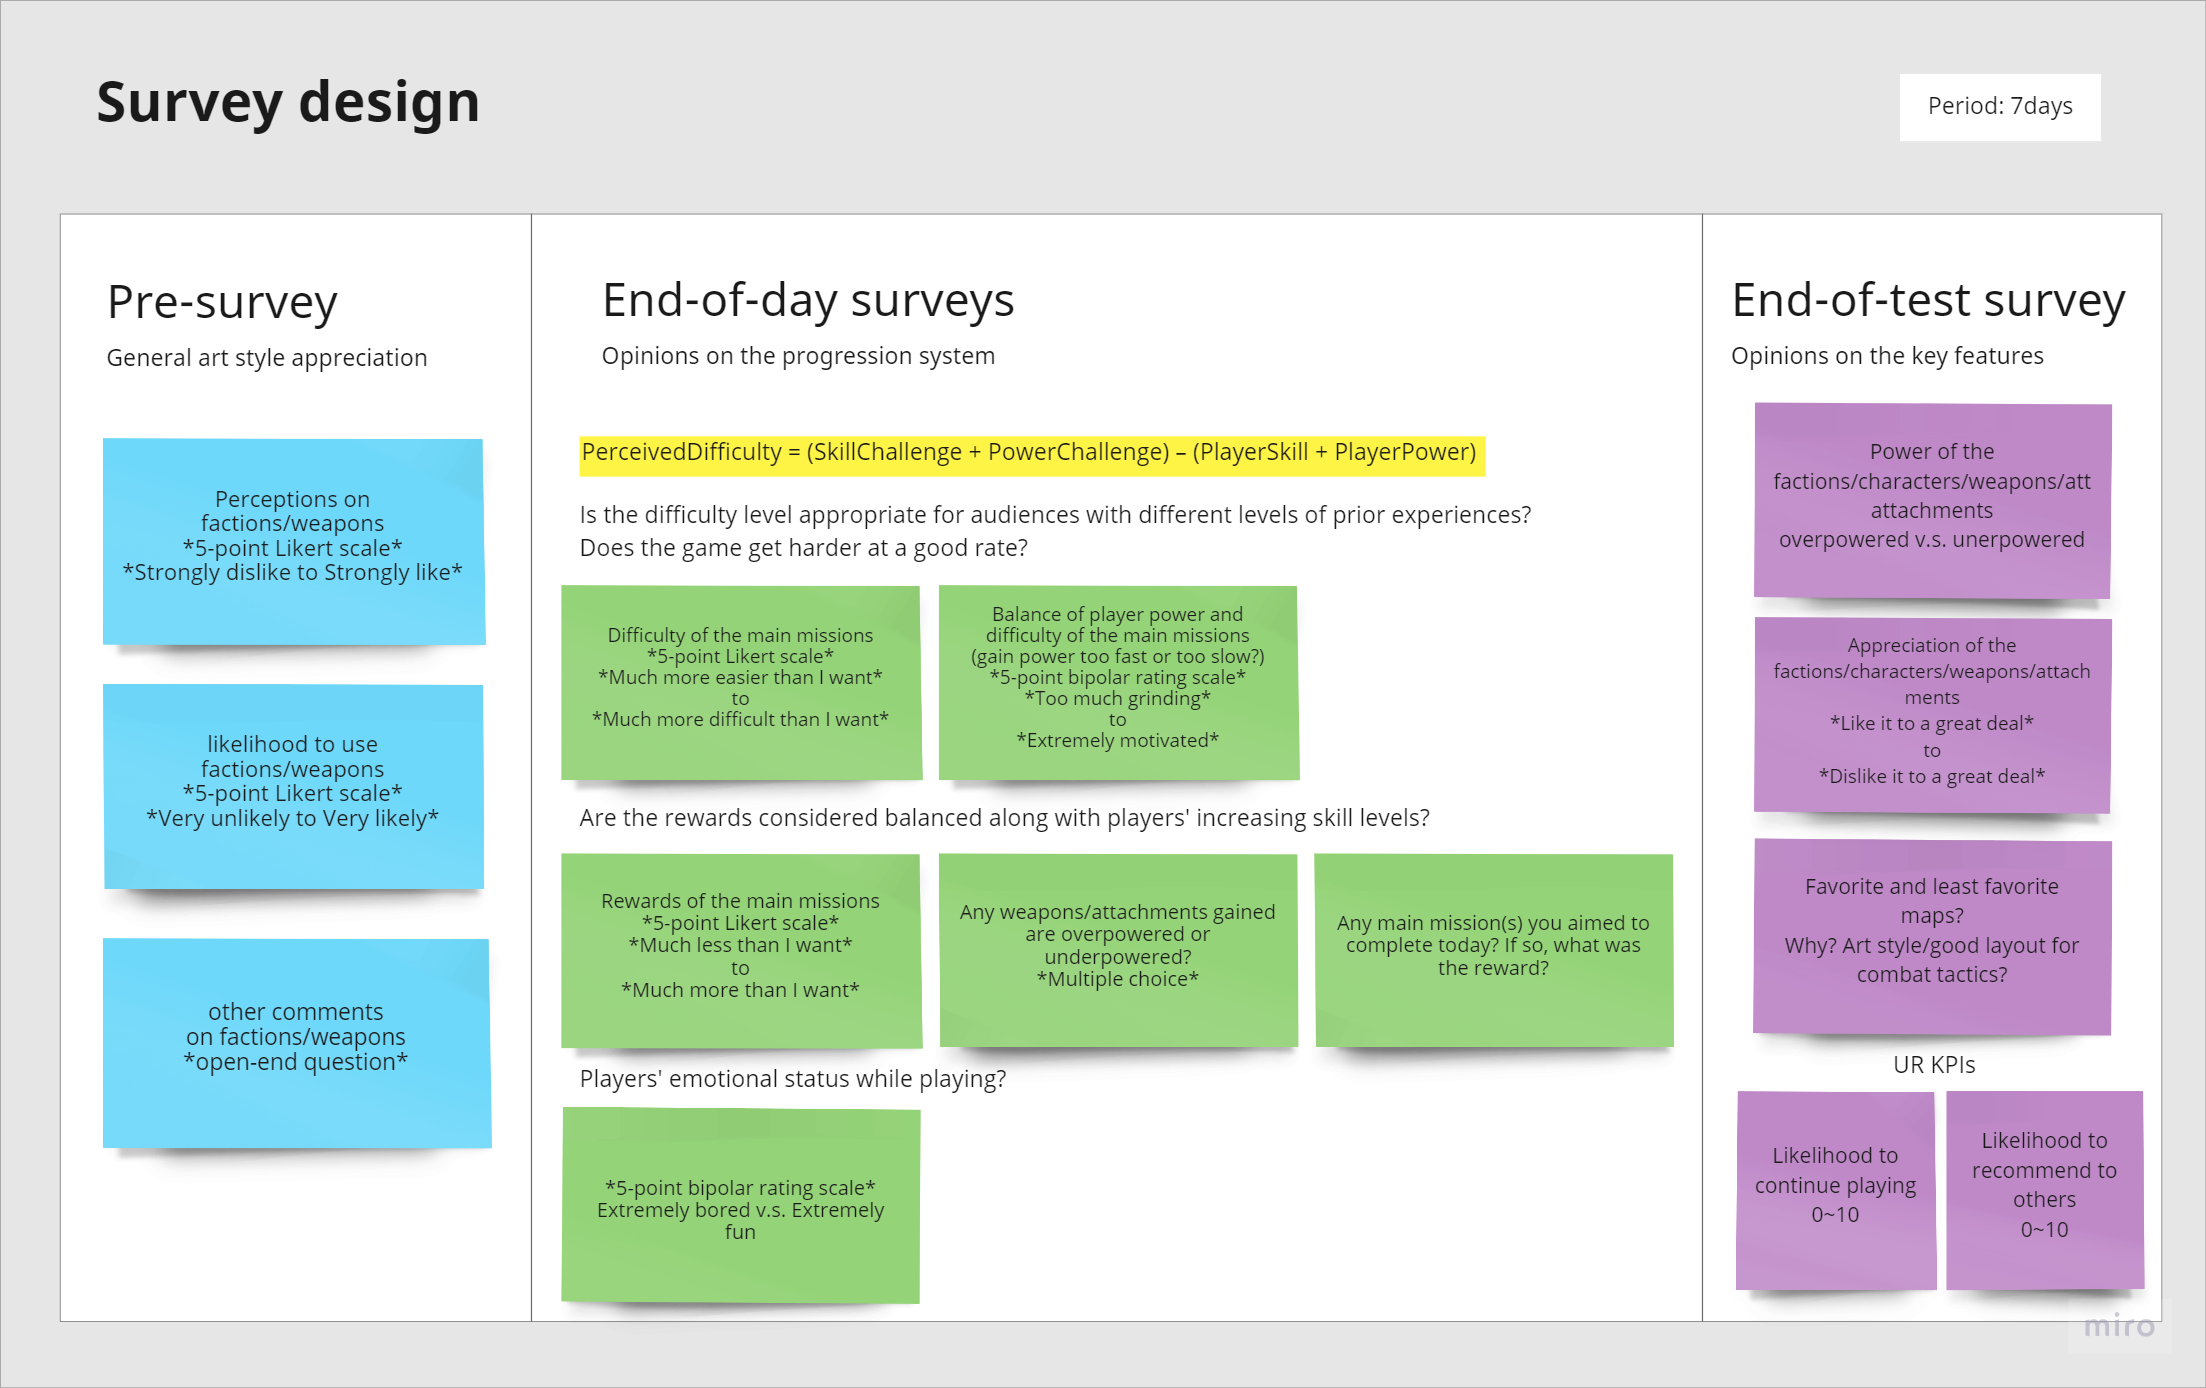 Survey design
Period: 7days
Pre-survey
General art style appreciation
Perceptions on
factions/weapons
*5-point Likert scale*
*Strongly dislike to Strongly like*
likelihood to use
factions/weapons
*5-point Likert scale*
*Very unlikely to Very likely*
other comments
on factions/weapons
*open-end question*
End-of-day surveys
Opinions on the progression system
PerceivedDifficulty = (SkillChallenge + PowerChallenge) – (PlayerSkill + PlayerPower)
Is the difficulty level appropriate for audiences with different levels of prior experiences?
Does the game get harder at a good rate?
Difficulty of the main missions
*5-point Likert scale*
*Much more easier than I want*
to
*Much more difficult than I want*
Balance of player power and
difficulty of the main missions
(gain power too fast or too slow?)
*5-point bipolar rating scale*
*Too much grinding*
to
*Extremely motivated*
Are the rewards considered balanced along with players' increasing skill levels?
Rewards of the main missions
*5-point Likert scale*
*Much less than I want*
to
*Much more than I want*
Any weapons/attachments gained
are overpowered or
underpowered?
*Multiple choice*
Any main mission(s) you aimed to
complete today? If so, what was
the reward?
Players' emotional status while playing?
*5-point bipolar rating scale*
Extremely bored v.s. Extremely
fun
End-of-test survey
Opinions on the key features
Power of the
factions/characters/weapons/att
attachments
overpowered v.s. unerpowered
Appreciation of the
factions/characters/weapons/attach
ments
*Like it to a great deal*
to
*Dislike it to a great deal*
Favorite and least favorite
maps?
Why? Art style/good layout for
combat tactics?
UR KPIs
Likelihood to
continue playing
0~10
Likelihood to
recommend to
others
0~10
miro